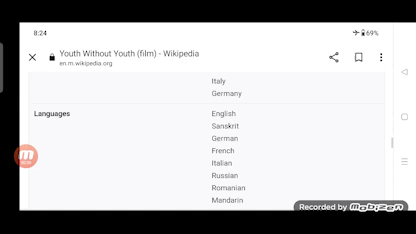 8:24
69%
Youth Without Youth (film) - Wikipedia
en.m.wikipedia.org
Italy
Germany
Languages
English
Sanskrit
German
French
Italian
Russian
Romanian
Mandarin
Recorded by Mobizen